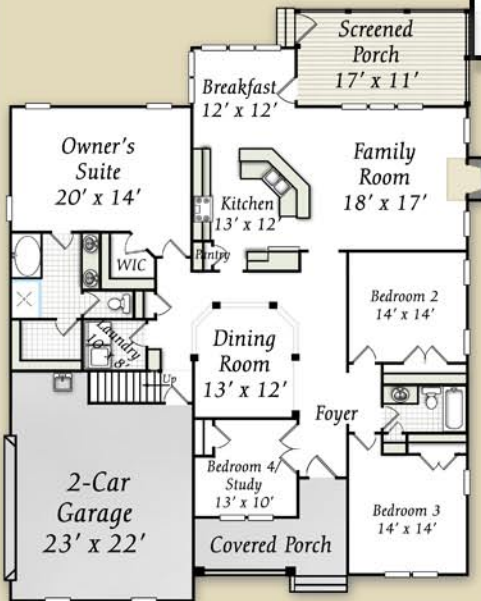 Screened
Porch
17' x 11'
Breakfast
12' x 12'
Owner's
Suite
20' x 14'
Family
Room
18' x 17'
Kitchen
13' x 12'
Pantry
WIC
Bedroom 2
14' x 14'
Laundry
10' x 8'
Dining
Room
13' x 12'
Up
Foyer
Bedroom 4/
Study
13' x 10'
2-Car
Garage
23' x 22'
Bedroom 3
14' x 14'
Covered Porch